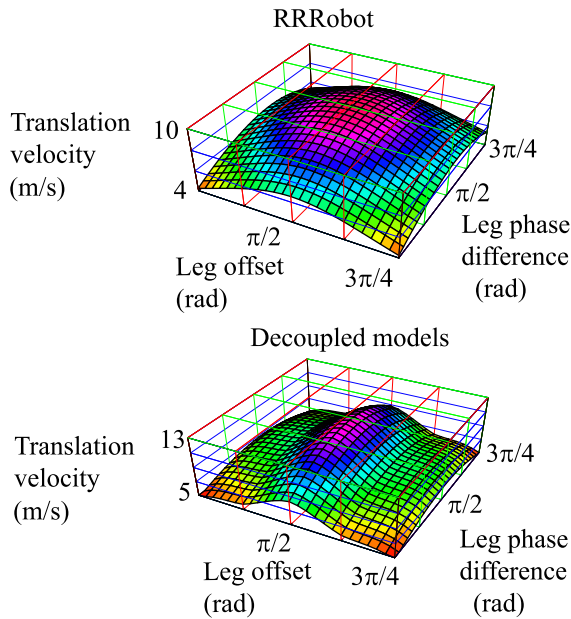 RRRobot
Translation
velocity
(m/s)
10
4
π/2
3π/4
Leg offset
(rad)
3π/4
π/2
Leg phase
difference
(rad)
Decoupled models
Translation
velocity
(m/s)
13
5
π/2
3π/4
Leg offset
(rad)
3π/4
π/2
Leg phase
difference
(rad)